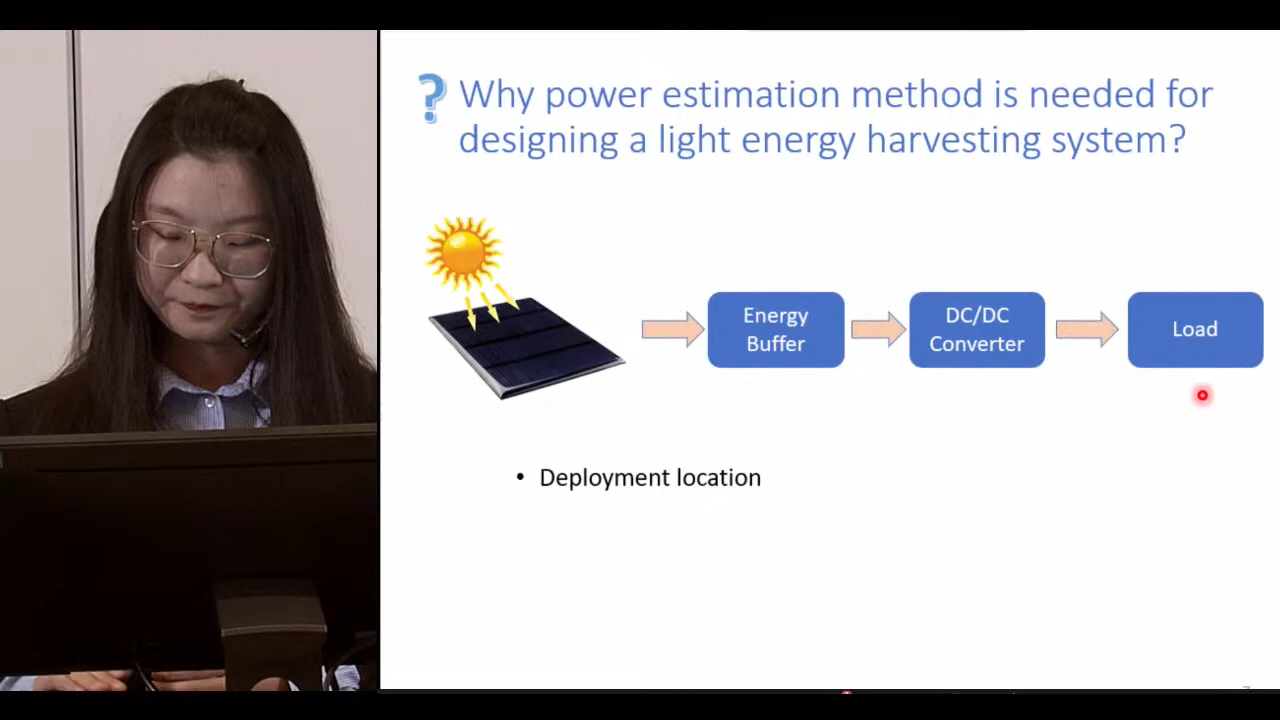 ? Why power estimation method is needed for
designing a light energy harvesting system?
Energy
Buffer
DC/DC
Converter
Load
• Deployment location